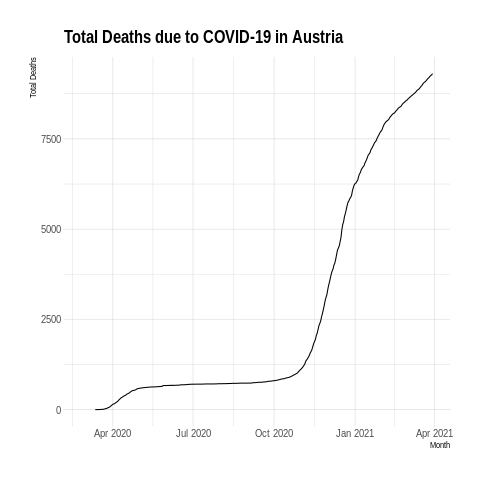 Total Deaths due to COVID-19 in Austria
Total Deaths
7500
5000
2500
0
Apr 2020 Jul 2020 Oct 2020 Jan 2021 Apr 2021
Month